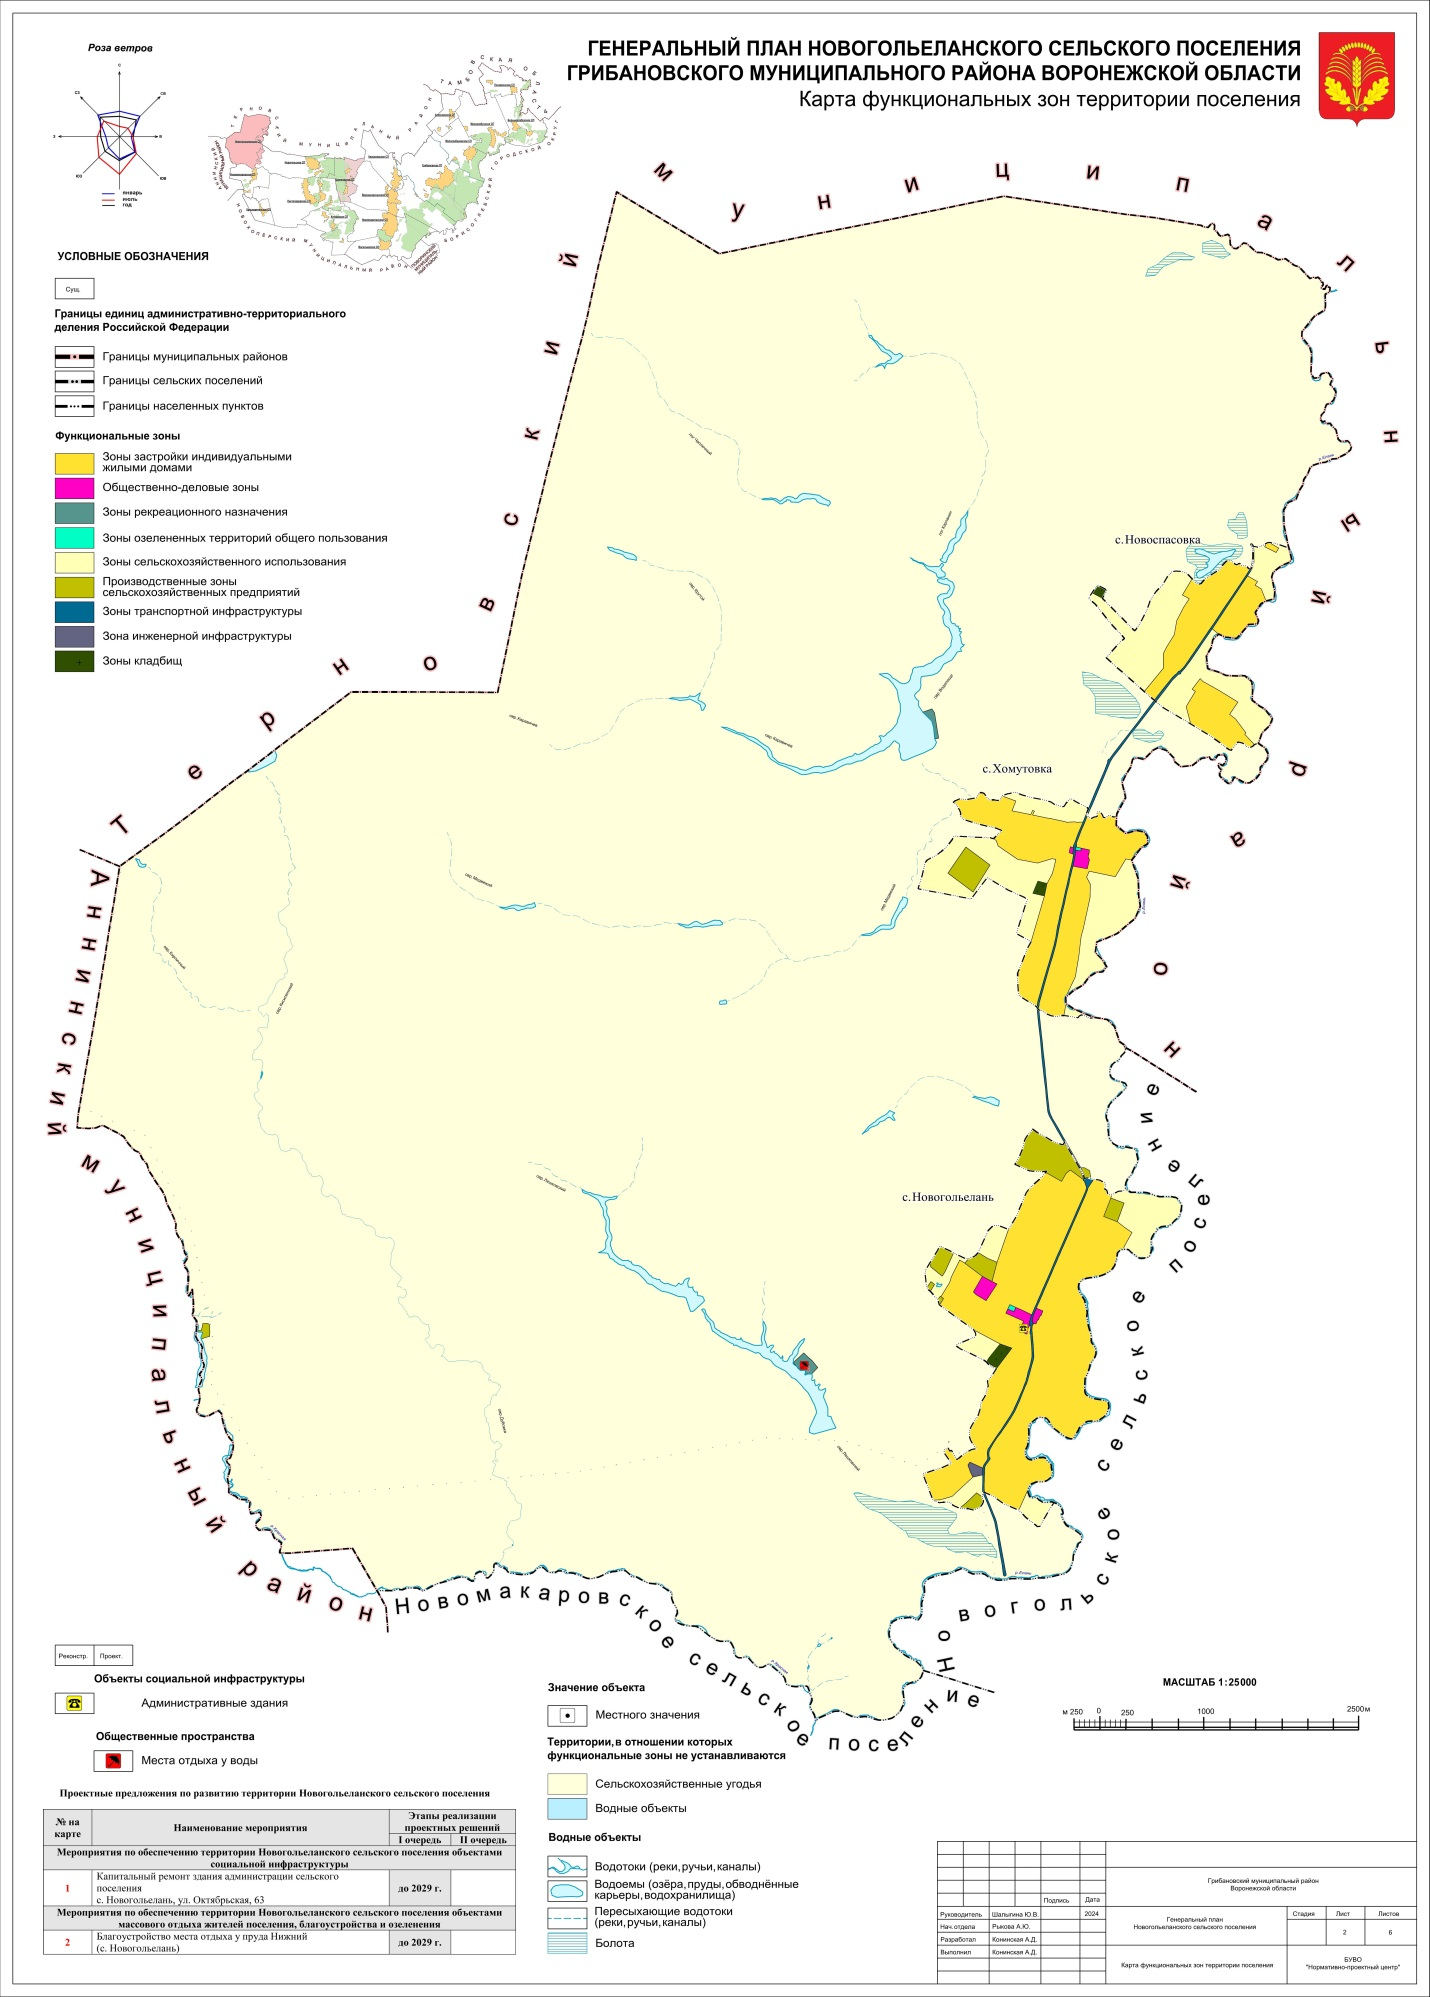 ГЕНЕРАЛЬНЫЙ ПЛАН НОВОГОЛЬЕЛАНСКОГО СЕЛЬСКОГО ПОСЕЛЕНИЯ
ГРИБАНОВСКОГО МУНИЦИПАЛЬНОГО РАЙОНА ВОРОНЕЖСКОЙ ОБЛАСТИ
Карта функциональных зон территории поселения
Роза ветров
С
СЗ
СВ
З
В
ЮЗ
ЮВ
январь
июль
год
УСЛОВНЫЕ ОБОЗНАЧЕНИЯ
Сущ.
Границы единиц административно-территориального
деления Российской Федерации
Границы муниципальных районов
Границы сельских поселений
Границы населенных пунктов
Функциональные зоны
Зоны застройки индивидуальными
жилыми домами
Общественно-деловые зоны
Зоны рекреационного назначения
Зоны озелененных территорий общего пользования
Зоны сельскохозяйственного использования
Производственные зоны
сельскохозяйственных предприятий
Зоны транспортной инфраструктуры
Зона инженерной инфраструктуры
Зоны кладбищ
Терновский муниципальный район
Аннинский муниципальный район
Новомакаровское сельское поселение
Новогольское сельское поселение
с.Новоспасовка
с.Хомутовка
с.Новогольелань
Реконстр.
Проект.
Объекты социальной инфраструктуры
Административные здания
Общественные пространства
Места отдыха у воды
Значение объекта
Местного значения
Территории, в отношении которых
функциональные зоны не устанавливаются
Сельскохозяйственные угодья
Водные объекты
Водные объекты
Водотоки (реки, ручьи, каналы)
Водоемы (озёра, пруды, обводнённые
карьеры, водохранилища)
Пересыхающие водотоки
(реки, ручьи, каналы)
Болота
МАСШТАБ 1:25000
м 250
0
250
1000
2500м
Проектные предложения по развитию территории Новогольеланского сельского поселения
№ на
карте
Наименование мероприятия
Этапы реализации
проектных решений
I очередь
II очередь
Мероприятия по обеспечению территории Новогольеланского сельского поселения объектами
социальной инфраструктуры
1
Капитальный ремонт здания администрации сельского
поселения
с. Новогольелань, ул. Октябрьская, 63
до 2029 г.
Мероприятия по обеспечению территории Новогольеланского сельского поселения объектами
массового отдыха жителей поселения, благоустройства и озеленения
2
Благоустройство места отдыха у пруда Нижний
(с. Новогольелань)
до 2029 г.
Подпись
Дата
Руководитель
Шалыгина Ю.В.
2024
Нач.отдела
Рыкова А.Ю.
Разработал
Конинская А.Д.
Выполнил
Конинская А.Д.
Грибановский муниципальный район
Воронежской области
Генеральный план
Новогольеланского сельского поселения
Стадия
Лист
Листов
2
6
Карта функциональных зон территории поселения
БУВО
"Нормативно-проектный центр"